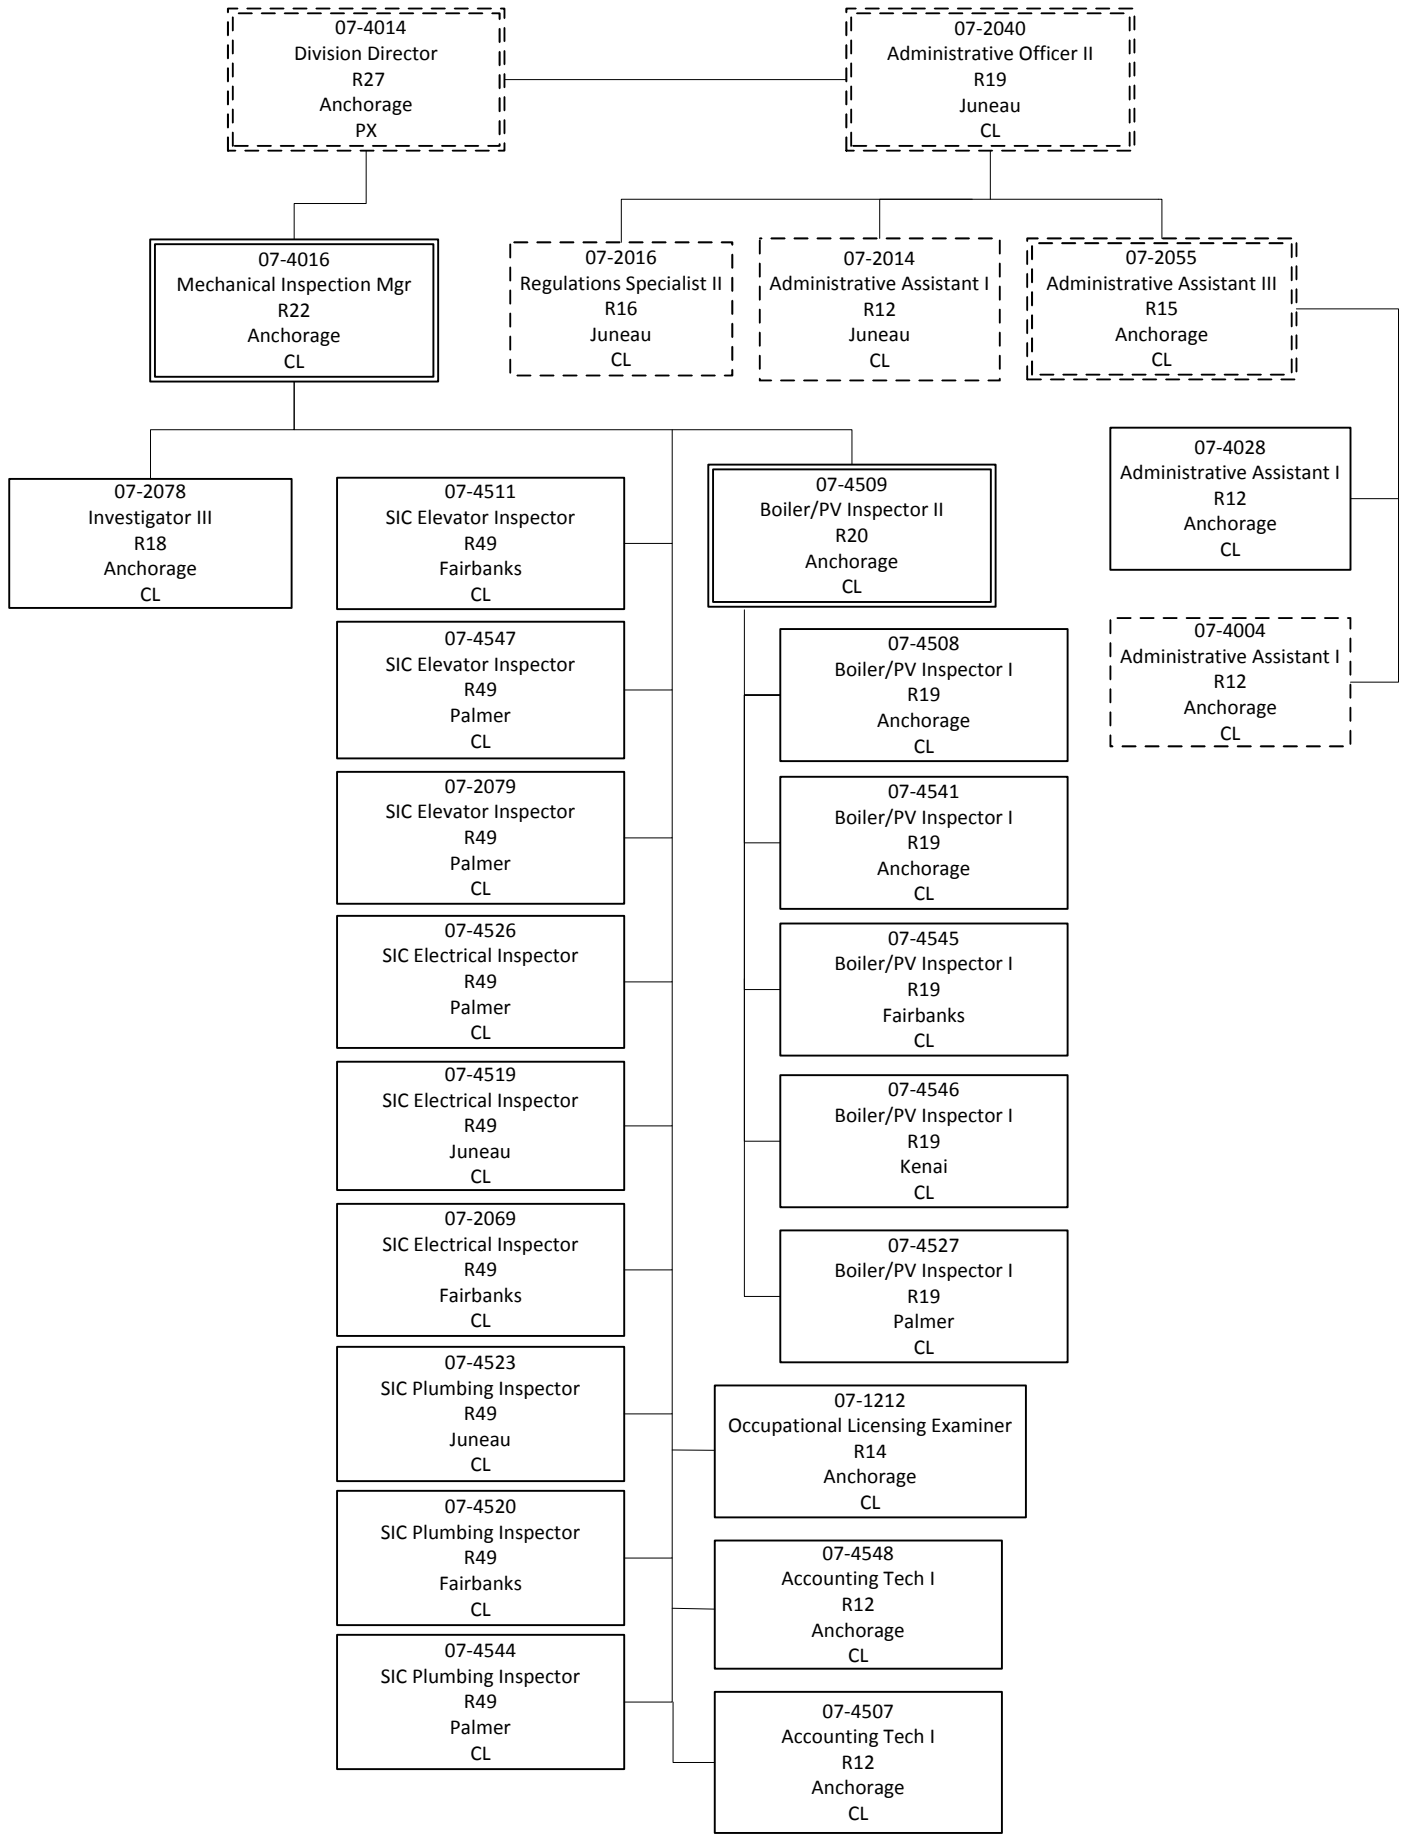 07-4014
Division Director
R27
Anchorage
PX
07-2040
Administrative Officer II
R19
Juneau
CL
07-4016
Mechanical Inspection Mgr
R22
Anchorage
CL
07-2016
Regulations Specialist II
R16
Juneau
CL
07-2014
Administrative Assistant I
R12
Juneau
CL
07-2055
Administrative Assistant III
R15
Anchorage
CL
07-4028
Administrative Assistant I
R12
Anchorage
CL
07-4004
Administrative Assistant I
R12
Anchorage
CL
07-2078
Investigator III
R18
Anchorage
CL
07-4511
SIC Elevator Inspector
R49
Fairbanks
CL
07-4547
SIC Elevator Inspector
R49
Palmer
CL
07-2079
SIC Elevator Inspector
R49
Palmer
CL
07-4526
SIC Electrical Inspector
R49
Palmer
CL
07-4519
SIC Electrical Inspector
R49
Juneau
CL
07-2069
SIC Electrical Inspector
R49
Fairbanks
CL
07-4523
SIC Plumbing Inspector
R49
Juneau
CL
07-4520
SIC Plumbing Inspector
R49
Fairbanks
CL
07-4544
SIC Plumbing Inspector
R49
Palmer
CL
07-4509
Boiler/PV Inspector II
R20
Anchorage
CL
07-4508
Boiler/PV Inspector I
R19
Anchorage
CL
07-4541
Boiler/PV Inspector I
R19
Anchorage
CL
07-4545
Boiler/PV Inspector I
R19
Fairbanks
CL
07-4546
Boiler/PV Inspector I
R19
Kenai
CL
07-4527
Boiler/PV Inspector I
R19
Palmer
CL
07-1212
Occupational Licensing Examiner
R14
Anchorage
CL
07-4548
Accounting Tech I
R12
Anchorage
CL
07-4507
Accounting Tech I
R12
Anchorage
CL